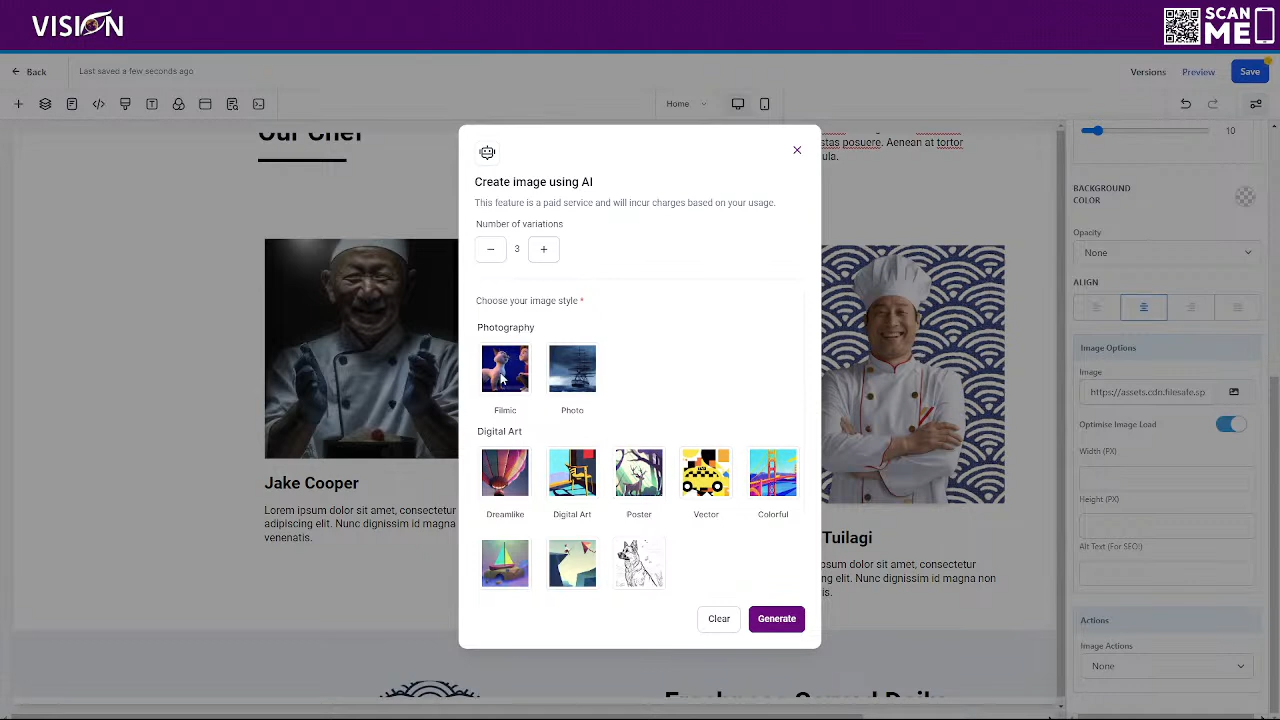 VISION
SCAN
ME
Back
Last saved a few seconds ago
Versions
Preview
Save
Home
Our Chef
stas posuere. Aenean at tortor
ula.
10
BACKGROUND
COLOR
Opacity
None
ALIGN
Create image using AI
This feature is a paid service and will incur charges based on your usage.
Number of variations
3
Choose your image style *
Photography
Filmic
Photo
Digital Art
Dreamlike
Digital Art
Poster
Vector
Colorful
Clear
Generate
Jake Cooper
Lorem ipsum dolor sit amet, consectetur
adipiscing elit. Nunc dignissim id magna
venenatis.
Tuilagi
psum dolor sit amet, consectetur
ng elit. Nunc dignissim id magna non
is.
Image Options
Image
https://assets.cdn.filesafe.sp
Optimise Image Load
Width (PX)
Height (PX)
Alt Text (For SEO)
Actions
Image Actions
None